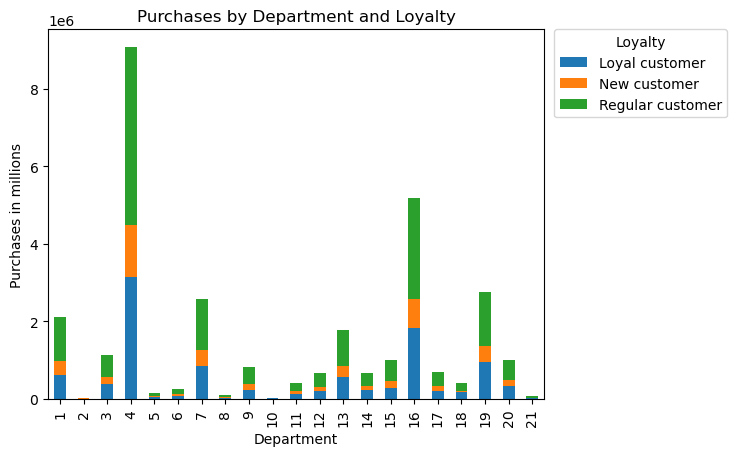 Purchases by Department and Loyalty
1e6
Loyalty
Loyal customer
New customer
Regular customer
8
6
4
2
0
Purchases in millions
1 2 3 4 5 6 7 8 9 10 11 12 13 14 15 16 17 18 19 20 21
Department